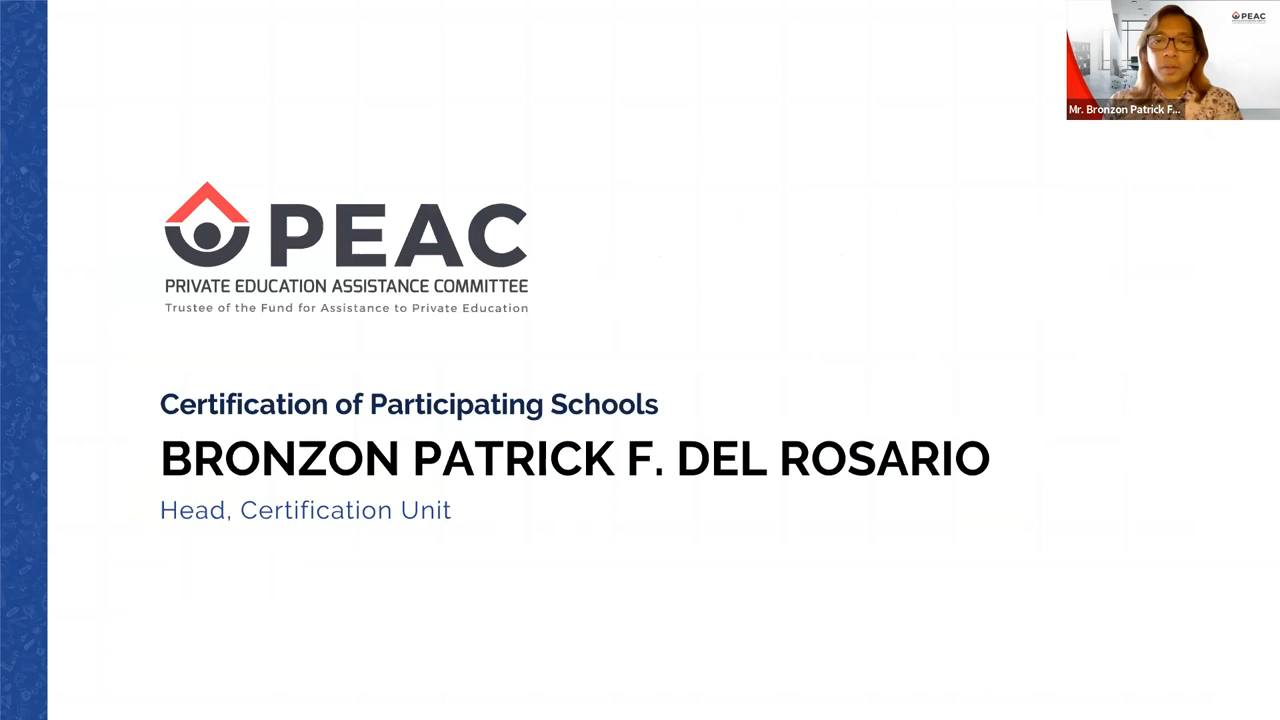 PEAC
Mr. Bronzon Patrick F...
PEAC
PRIVATE EDUCATION ASSISTANCE COMMITTEE
Trustee of the Fund for Assistance to Private Education
Certification of Participating Schools
BRONZON PATRICK F. DEL ROSARIO
Head, Certification Unit